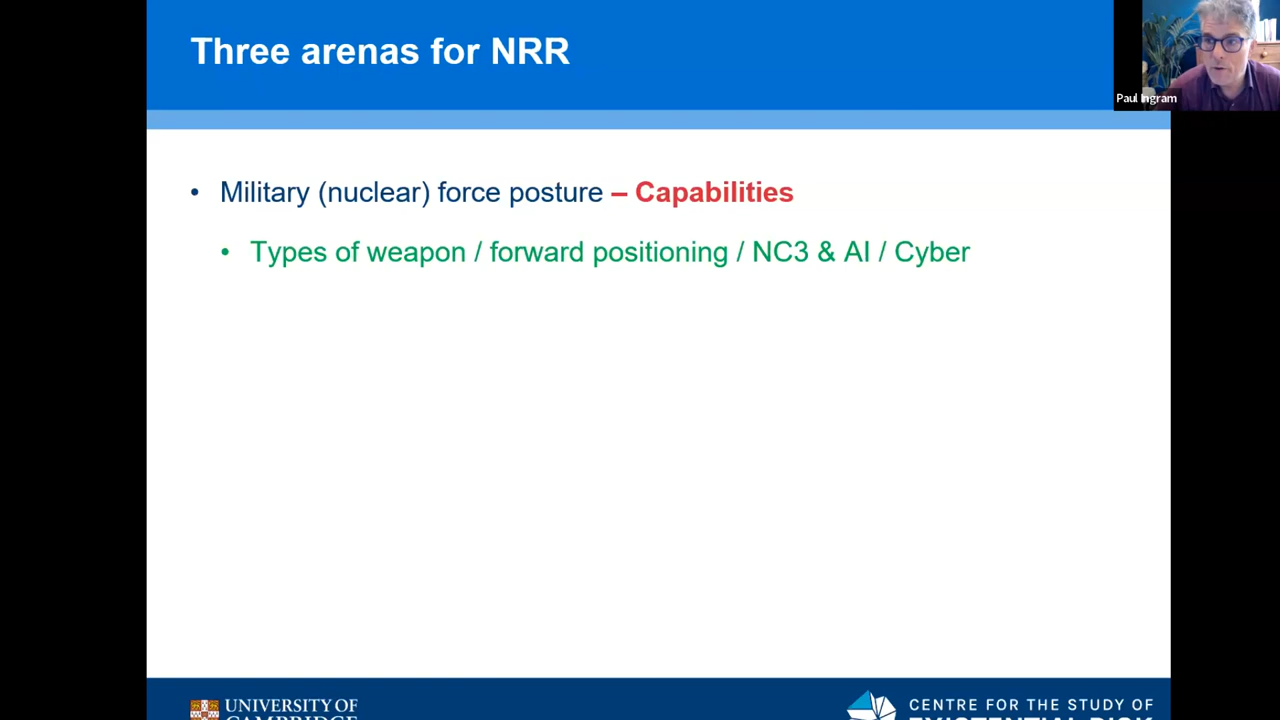 Three arenas for NRR
Paul Ingram
• Military (nuclear) force posture – Capabilities
• Types of weapon / forward positioning / NC3 & AI / Cyber
UNIVERSITY OF
CAMBRIDGE
CENTRE FOR THE STUDY OF
EXISTENTIAL RISK